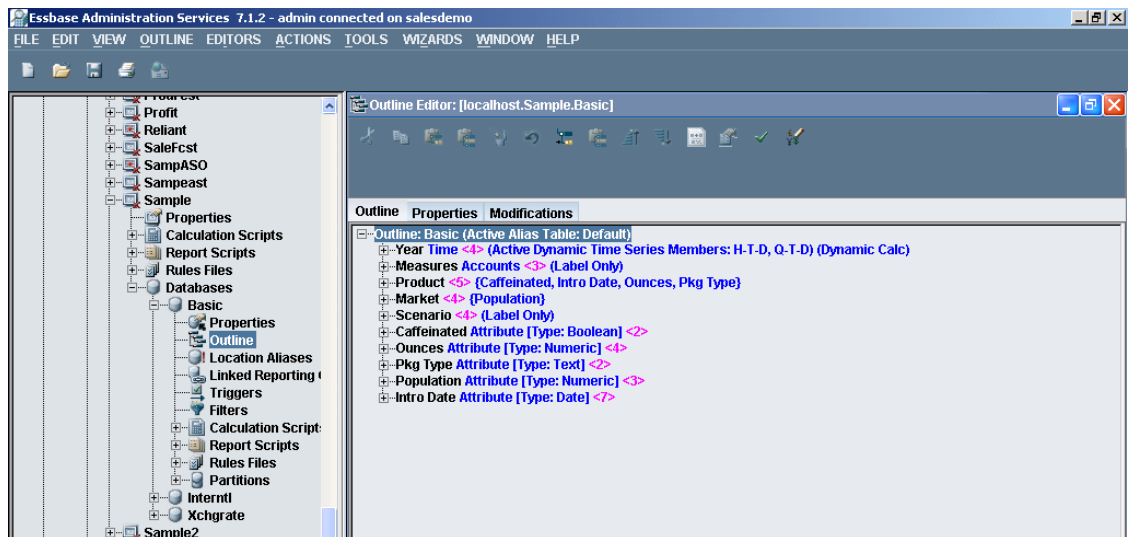 Essbase Administration Services 7.1.2 - admin connected on salesdemo
FILE EDIT VIEW OUTLINE EDITORS ACTIONS TOOLS WIZARDS WINDOW HELP
Profit
Reliant
SaleFcst
SampASO
Sampeast
Sample
Properties
Calculation Scripts
Report Scripts
Rules Files
Databases
Basic
Properties
Outline
Location Aliases
Linked Reporting
Triggers
Filters
Calculation Script
Report Scripts
Rules Files
Partitions
Interntl
Xchgrate
Sample2
Outline Editor: [localhost.Sample.Basic]
Outline Properties Modifications
Outline: Basic (Active Alias Table: Default)
Year Time <4> (Active Dynamic Time Series Members: H-T-D, Q-T-D) (Dynamic Calc)
Measures Accounts <3> (Label Only)
Product <5> {Caffeinated, Intro Date, Ounces, Pkg Type}
Market <4> {Population}
Scenario <4> (Label Only)
Caffeinated Attribute [Type: Boolean] <2>
Ounces Attribute [Type: Numeric] <4>
Pkg Type Attribute [Type: Text] <2>
Population Attribute [Type: Numeric] <3>
Intro Date Attribute [Type: Date] <7>